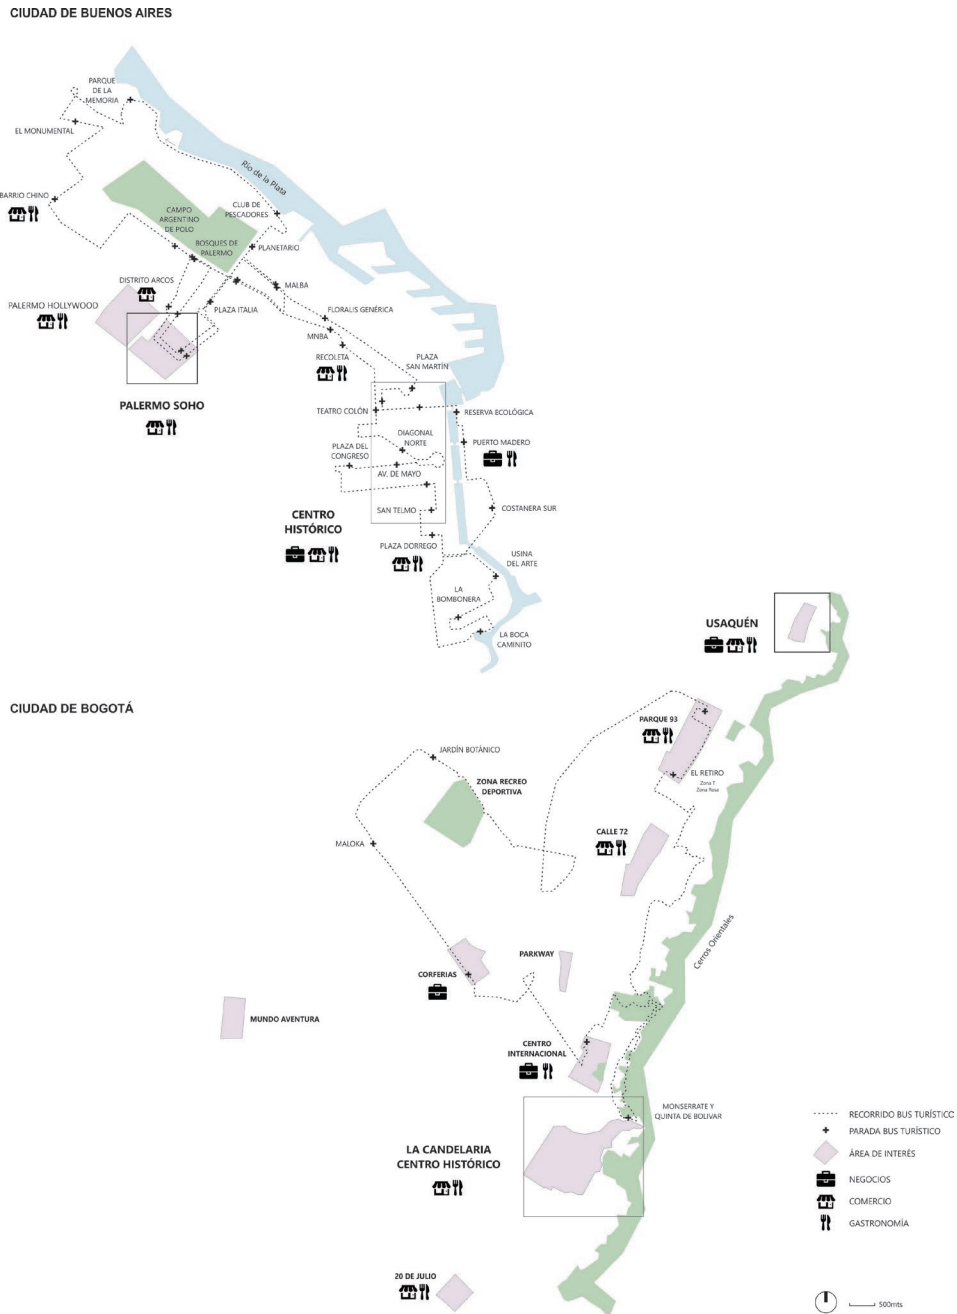 CIUDAD DE BUENOS AIRES
PARQUE
DE LA
MEMORIA
EL MONUMENTAL
Río de la Plata
BARRIO CHINO
CLUB DE
PESCADORES
CAMPO
ARGENTINO
DE POLO
BOSQUES DE
PALERMO
PLANETARIO
DISTRITO ARCOS
MALBA
PALERMO HOLLYWOOD
PLAZA ITALIA
FLORALIS GENÉRICA
MNBA
RECOLETA
PLAZA
SAN MARTÍN
PALERMO SOHO
TEATRO COLÓN
RESERVA ECOLÓGICA
DIAGONAL
NORTE
PLAZA DEL
CONGRESO
PUERTO MADERO
AV. DE MAYO
CENTRO
HISTÓRICO
SAN TELMO
COSTANERA SUR
PLAZA DORREGO
USINA
DEL ARTE
LA
BOMBONERA
LA BOCA
CAMINITO
USAQUÉN
CIUDAD DE BOGOTÁ
PARQUE 93
JARDÍN BOTÁNICO
EL RETIRO
Zona T
Zona Rosa
ZONA RECREO
DEPORTIVA
CALLE 72
MALOKA
Cerros Orientales
PARKWAY
CORFERIAS
MUNDO AVENTURA
CENTRO
INTERNACIONAL
MONSERRATE Y
QUINTA DE BOLIVAR
LA CANDELARIA
CENTRO HISTÓRICO
20 DE JULIO
RECORRIDO BUS TURÍSTICO
PARADA BUS TURÍSTICO
ÁREA DE INTERÉS
NEGOCIOS
COMERCIO
GASTRONOMÍA
500mts